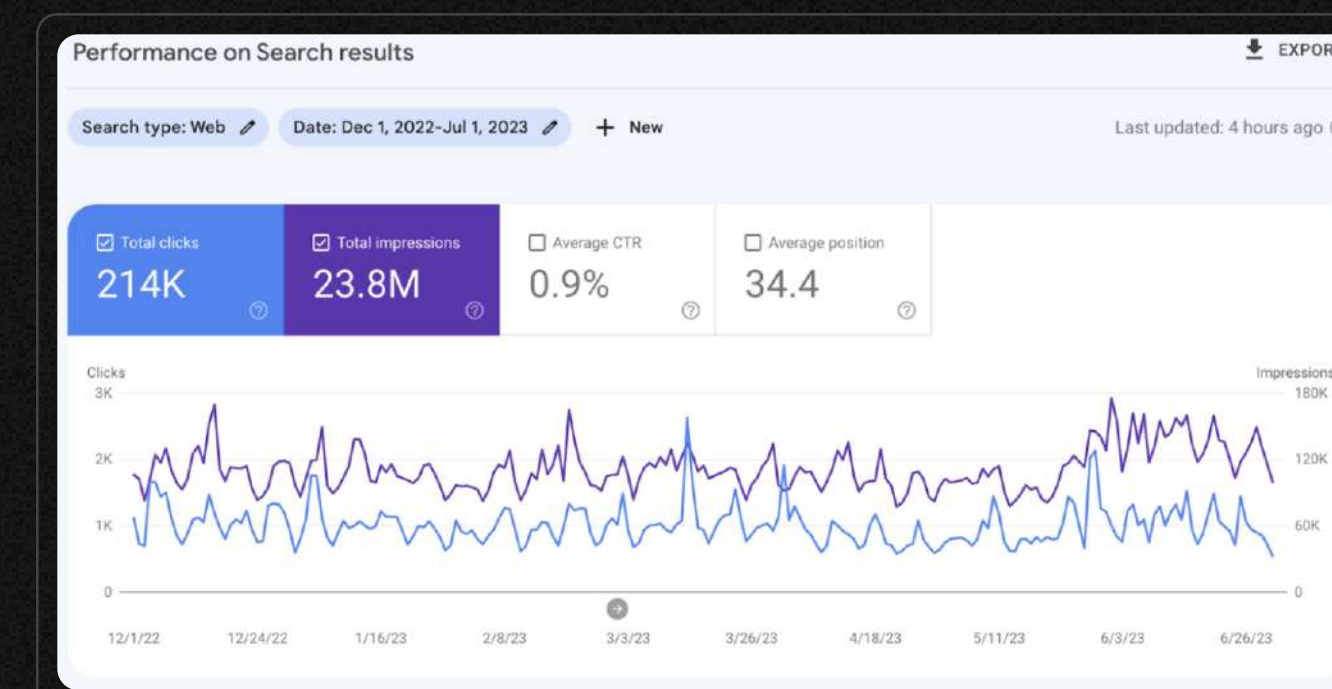 Performance on Search results
EXPOR
Search type: Web
Date: Dec 1, 2022-Jul 1, 2023
+ New
Last updated: 4 hours ago
Total clicks
214K
Total impressions
23.8M
Average CTR
0.9%
Average position
34.4
Clicks
Impressions
3K
2K
1K
0
180K
120K
60K
0
12/1/22 12/24/22 1/16/23 2/8/23 3/3/23 3/26/23 4/18/23 5/11/23 6/3/23 6/26/23